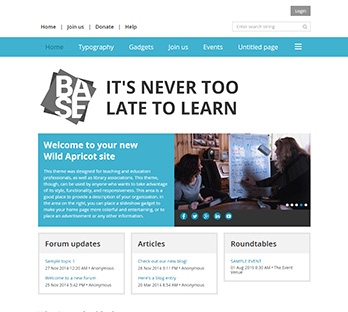 Login
Home | Join us | Donate | Help
Enter search string
Home Typography Gadgets Join us Events Untitled page
BA
SE
IT'S NEVER TOO
LATE TO LEARN
Welcome to your new
Wild Apricot site
This theme was designed for teaching and education
professionals, as well as library associations. This theme,
though, can be used by anyone who wants to take advantage
of its style, functionality, and responsiveness. This area is a
good place to provide a description of your organization. In
the area on the right, you can place a slideshow gadget to
make your home page more colorful and entertaining, or to
place an advertisement or any other information.
Forum updates
Sample topic 1
27 Nov 2014 12:20 AM • Anonymous
Welcome to a new forum
25 Nov 2014 5:42 PM • Anonymous
Articles
Check out our new blog!
26 Nov 2014 8:11 PM • Anonymous
Here's a blog entry
20 Mar 2014 8:54 AM • Anonymous
Roundtables
SAMPLE EVENT
01 Aug 2019 8:30 AM • The Event
Venue